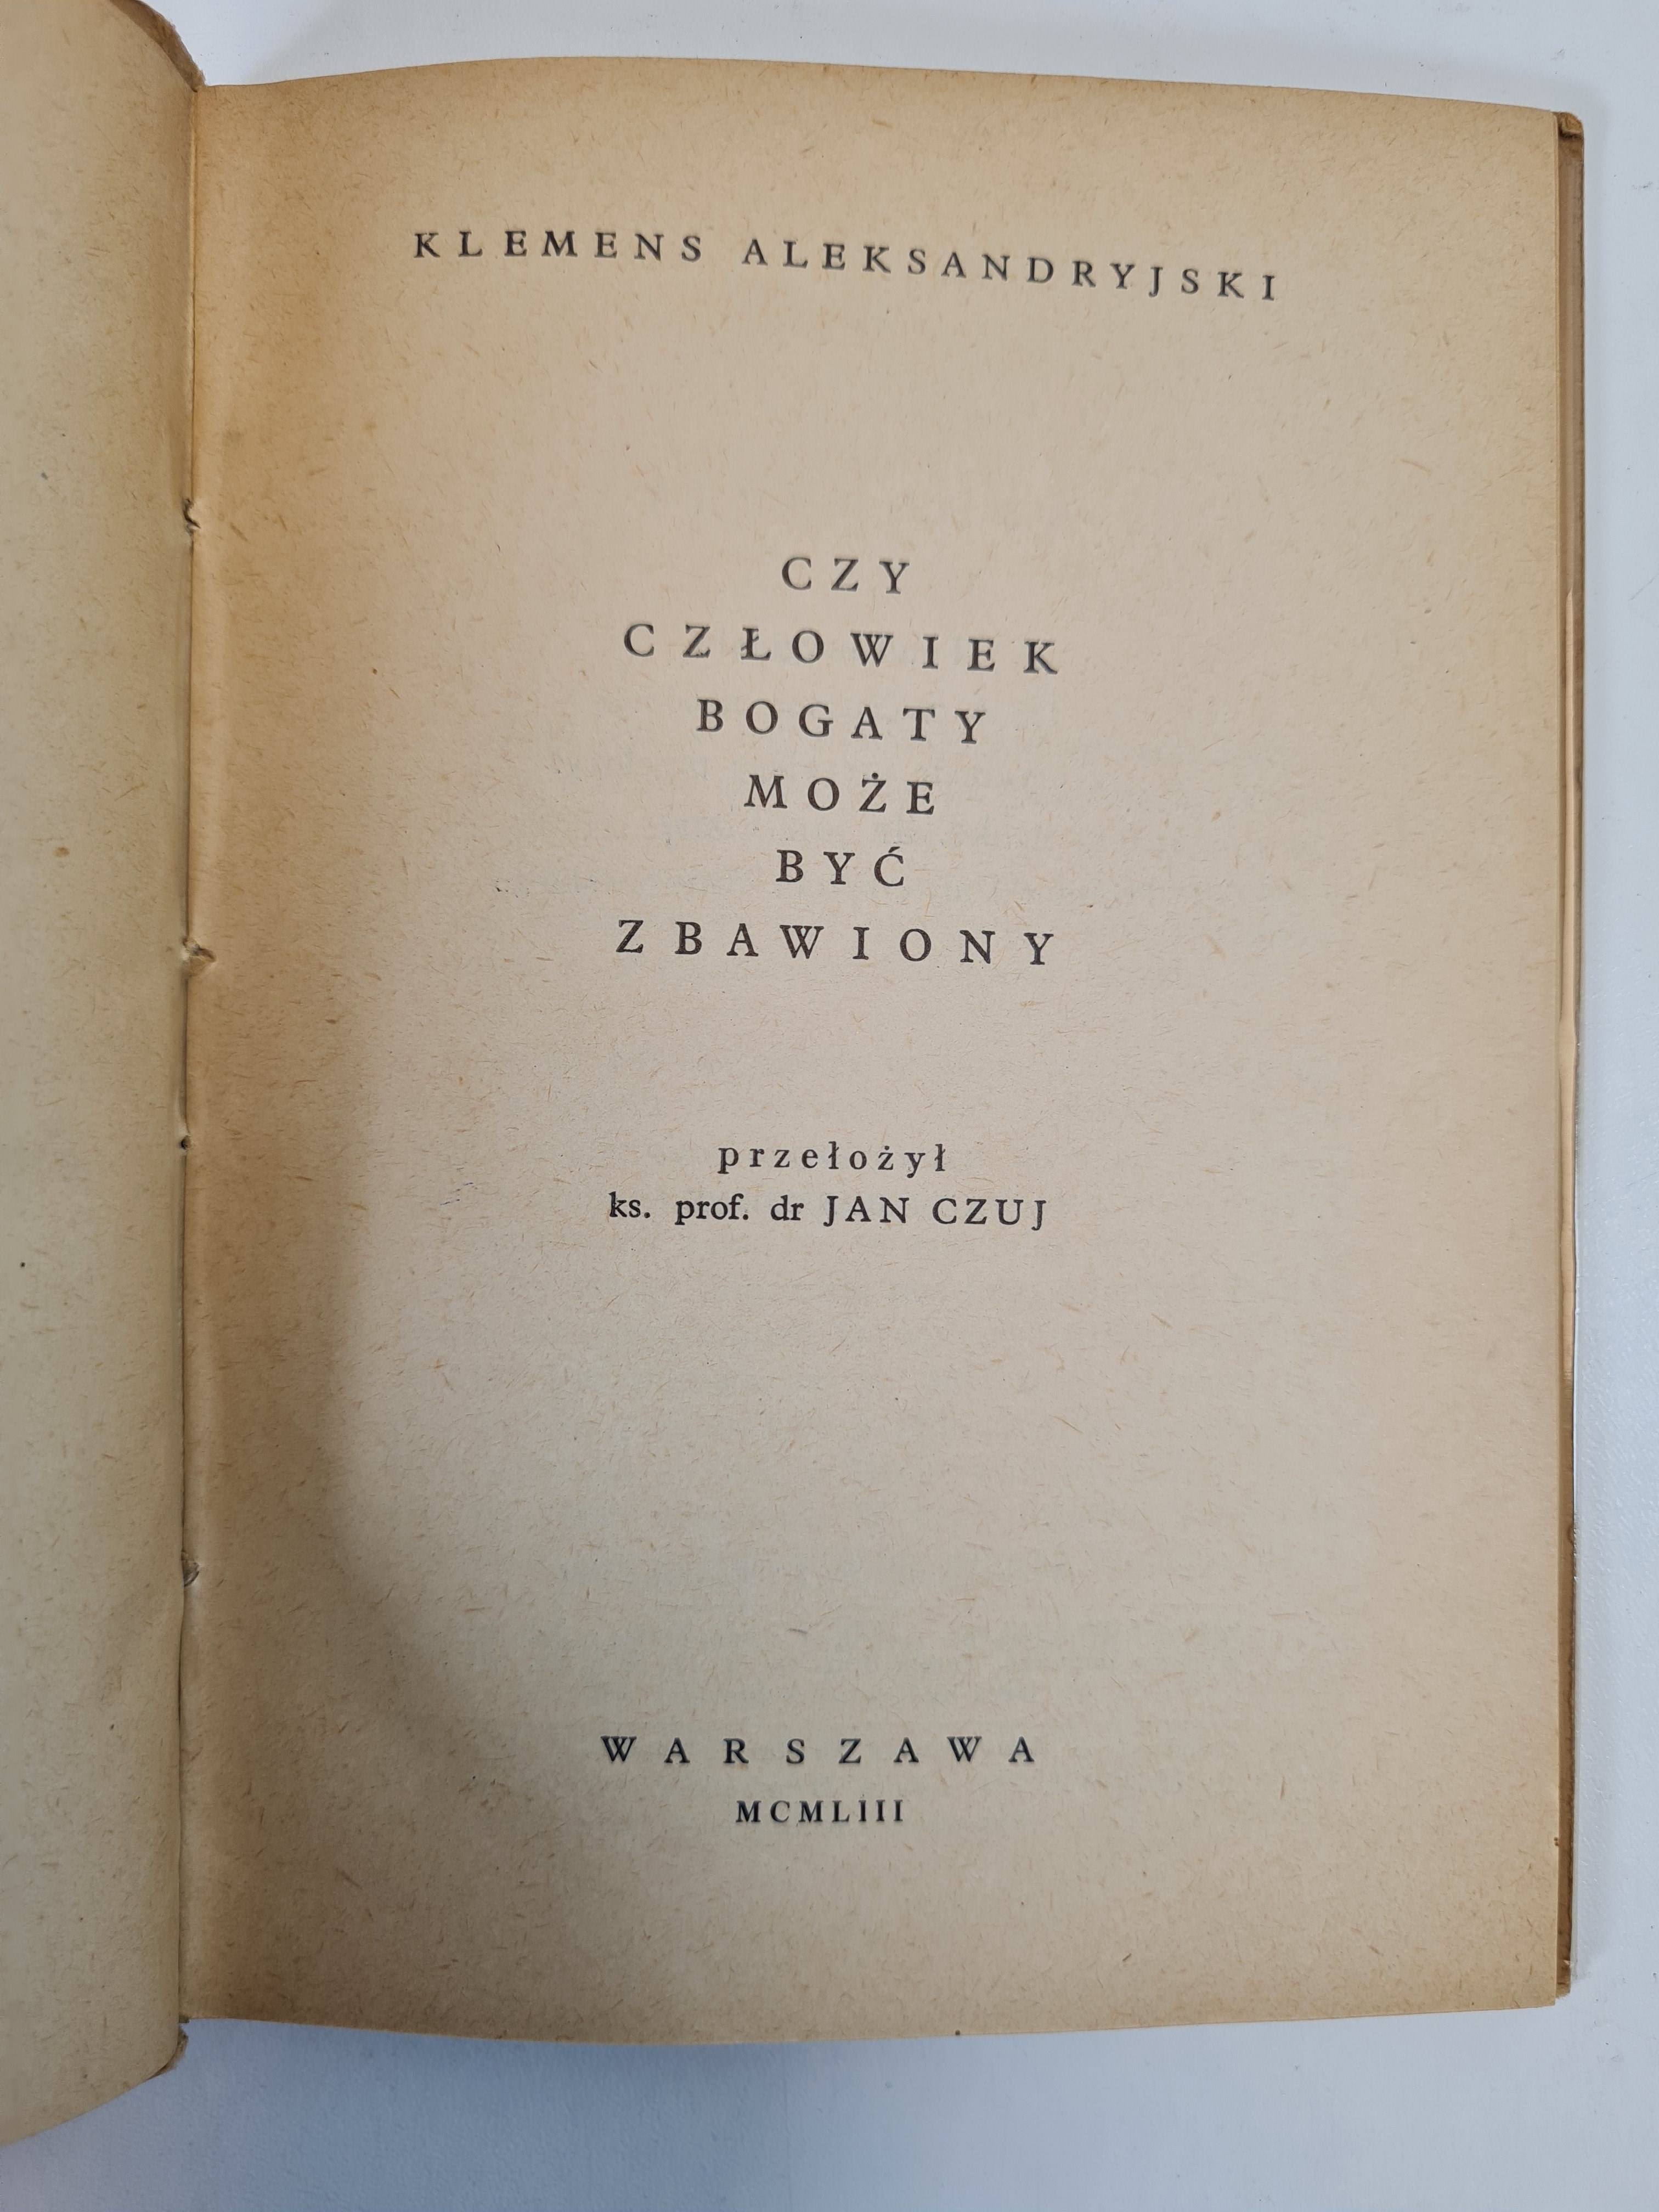 KLEMENS ALEKSANDRYJSKI
CZY
CZŁOWIEK
BOGATY
MOŻE
BYĆ
ZBAWIONY
przełożył
ks. prof. dr JAN CZUJ
WARSZAWA
MCMLIII